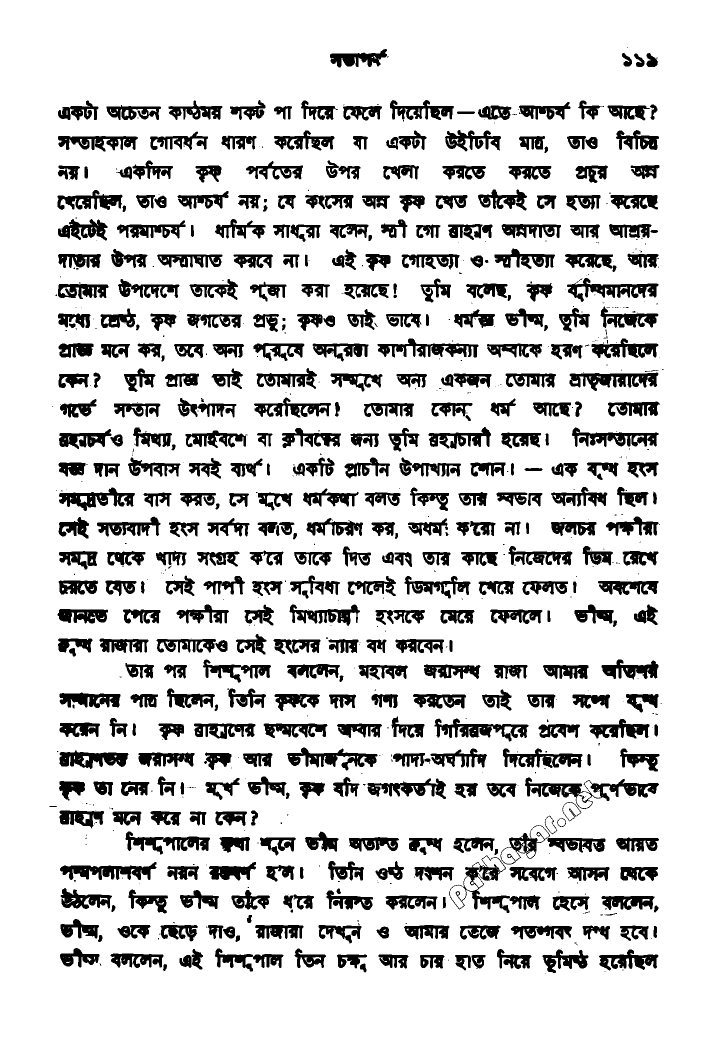 সভাপর্ব ১১৯
একটা অচেতন কাষ্ঠময় শকট পা দিয়ে ফেলে দিয়েছিল — এতে আশ্চর্য কি আছে?
সপ্তাহকাল গোবর্ধন ধারণ করেছিল যা একটা উইঢিবি মাত্র, তাও বিচিত্র
নয়। একদিন কৃষ্ণ পর্বতের উপর খেলা করতে করতে প্রচুর অন্ন
খেয়েছিল, তাও আশ্চর্য নয়; যে কংসের অন্ন কৃষ্ণ খেত তাঁকেই সে হত্যা করেছে
এইটেই পরমাশ্চর্য। ধার্মিক সাধুরা বলেন, স্ত্রী গো ব্রাহ্মণ অন্নদাতা আর আশ্রয়-
দাতার উপর অস্ত্রাঘাত করবে না। এই কৃষ্ণ গোহত্যা ও স্ত্রীহত্যা করেছে, আর
তোমার উপদেশে তাকেই পূজা করা হয়েছে! তুমি বলেছ, কৃষ্ণ বুদ্ধিমানদের
মধ্যে শ্রেষ্ঠ, কৃষ্ণ জগতের প্রভু; কৃষ্ণও তাই ভাবে। ধর্মজ্ঞ ভীষ্ম, তুমি নিজেকে
প্রাজ্ঞ মনে কর, তবে অন্য পুরুষে অনুরক্তা কাশীরাজকন্যা অম্বাকে হরণ করেছিলে
কেন? তুমি প্রাজ্ঞ তাই তোমারই সম্মুখে অন্য একজন তোমার ভ্রাতৃজায়াদের
গর্ভে সন্তান উৎপাদন করেছিলেন! তোমার কোন্ ধর্ম আছে? তোমার
ব্রহ্মচর্যও মিথ্যা, মোহবশে বা ক্লীবত্বের জন্য তুমি ব্রহ্মচারী হয়েছ। নিঃসন্তানের
যজ্ঞ দান উপবাস সবই ব্যর্থ। একটি প্রাচীন উপাখ্যান শোন। — এক বৃদ্ধ হংস
সমুদ্রতীরে বাস করত, সে মুখে ধর্মকথা বলত কিন্তু তার স্বভাব অন্যবিধ ছিল।
সেই সত্যবাদী হংস সর্বদা বলত, ধর্মাচরণ কর, অধর্ম ক'রো না। জলচর পক্ষীরা
সমুদ্র থেকে খাদ্য সংগ্রহ ক'রে তাকে দিত এবং তার কাছে নিজেদের ডিম রেখে
চরতে যেত। সেই পাপী হংস সুবিধা পেলেই ডিমগুলি খেয়ে ফেলত। অবশেষে
জানতে পেরে পক্ষীরা সেই মিথ্যাচারী হংসকে মেরে ফেললে। ভীষ্ম, এই
ক্রুদ্ধ রাজারা তোমাকেও সেই হংসের ন্যায় বধ করবেন।
তার পর শিশুপাল বললেন, মহাবল জরাসন্ধ রাজা আমার অতিশয়
সম্মানের পাত্র ছিলেন, তিনি কৃষ্ণকে দাস গণ্য করতেন তাই তার সঙ্গে যুদ্ধ
করেন নি। কৃষ্ণ ব্রাহ্মণের ছদ্মবেশে অদ্বার দিয়ে গিরিব্রজপুরে প্রবেশ করেছিল।
ব্রাহ্মণভক্ত জরাসন্ধ কৃষ্ণ আর ভীমার্জুনকে পাদ্য-অর্ঘ্যাদি দিয়েছিলেন। কিন্তু
কৃষ্ণ তা নেয় নি। মূর্খ ভীষ্ম, কৃষ্ণ যদি জগৎকর্তাই হয় তবে নিজেকে পূর্ণভাবে
ব্রাহ্মণ মনে করে না কেন?
শিশুপালের কথা শুনে ভীম অত্যন্ত ক্রুদ্ধ হলেন, তাঁর স্বভাবত আয়ত
পদ্মপলাশবর্ণ নয়ন রক্তবর্ণ হ'ল। তিনি ওষ্ঠ দংশন ক'রে সবেগে আসন থেকে
উঠলেন, কিন্তু ভীষ্ম তাঁকে ধ'রে নিরস্ত করলেন। শিশুপাল হেসে বললেন,
ভীষ্ম, ওকে ছেড়ে দাও, রাজারা দেখুন ও আমার তেজে পতঙ্গবৎ দগ্ধ হবে।
ভীষ্ম বললেন, এই শিশুপাল তিন চক্ষু আর চার হাত নিয়ে ভূমিষ্ঠ হয়েছিল
Pathagar.net